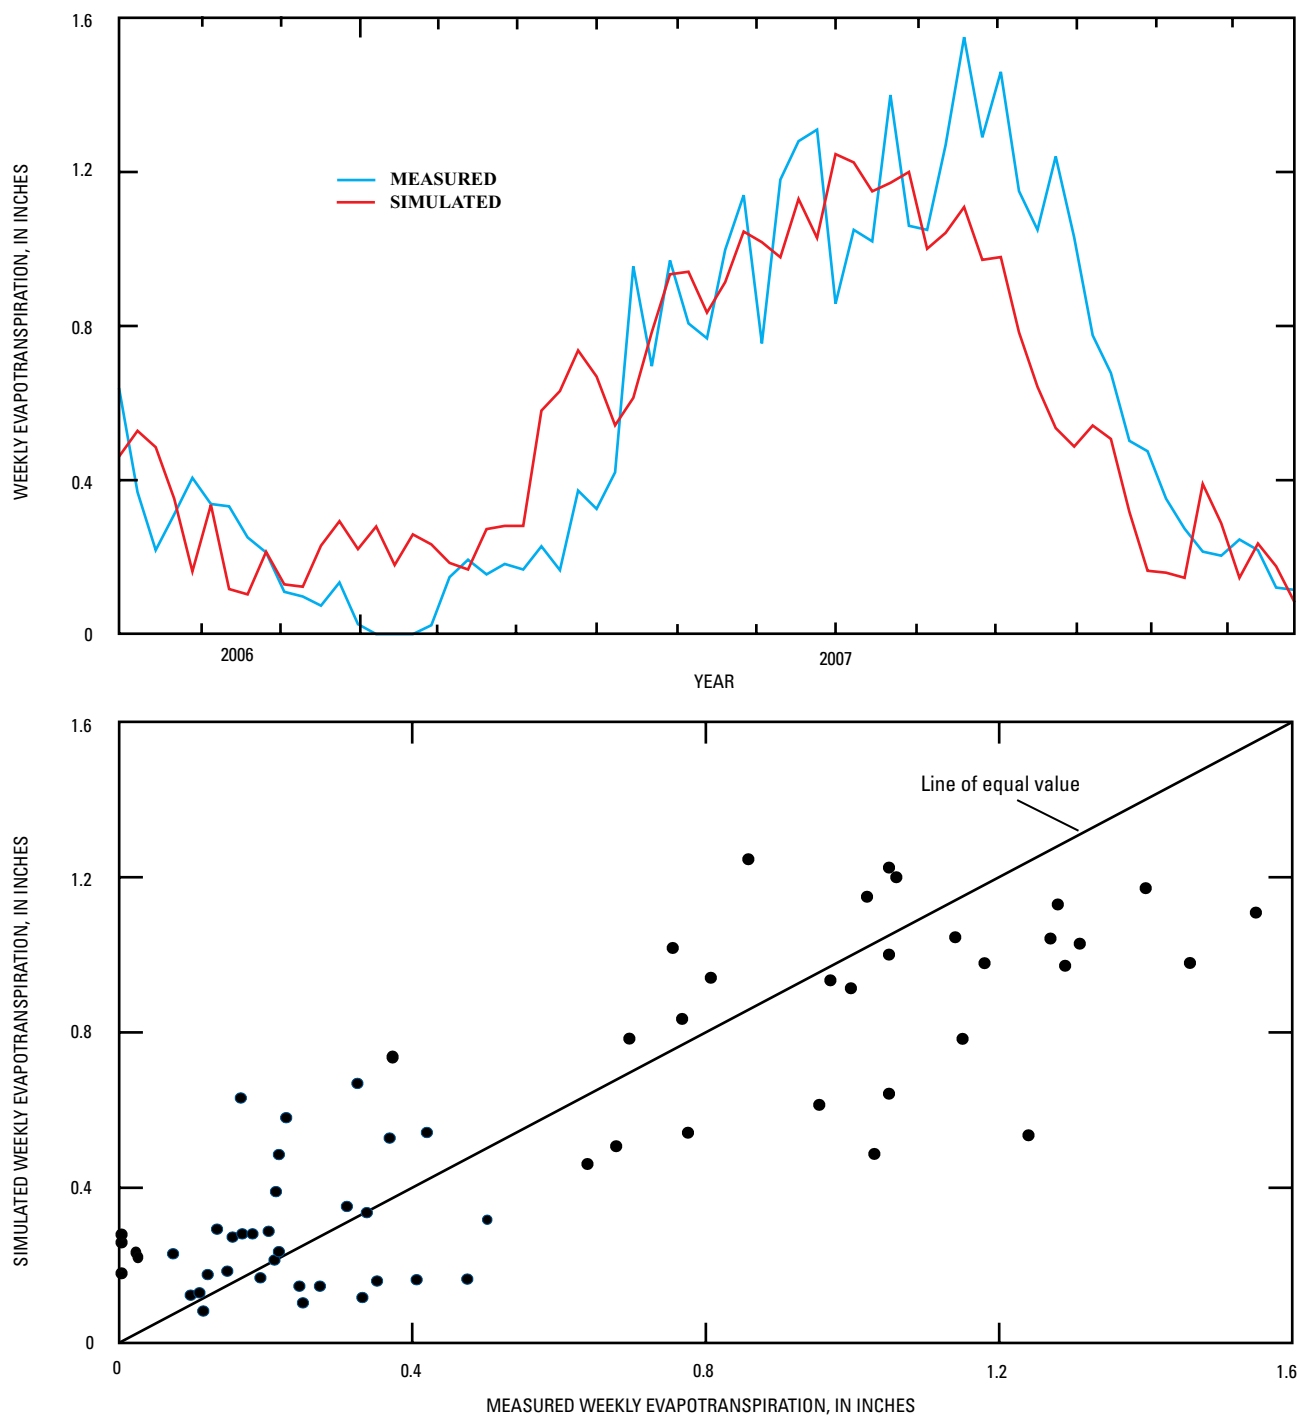 1.6
1.2
0.8
0.4
0
WEEKLY EVAPOTRANSPIRATION, IN INCHES
MEASURED
SIMULATED
2006
2007
YEAR
1.6
1.2
0.8
0.4
0
SIMULATED WEEKLY EVAPOTRANSPIRATION, IN INCHES
Line of equal value
0
0.4
0.8
1.2
1.6
MEASURED WEEKLY EVAPOTRANSPIRATION, IN INCHES